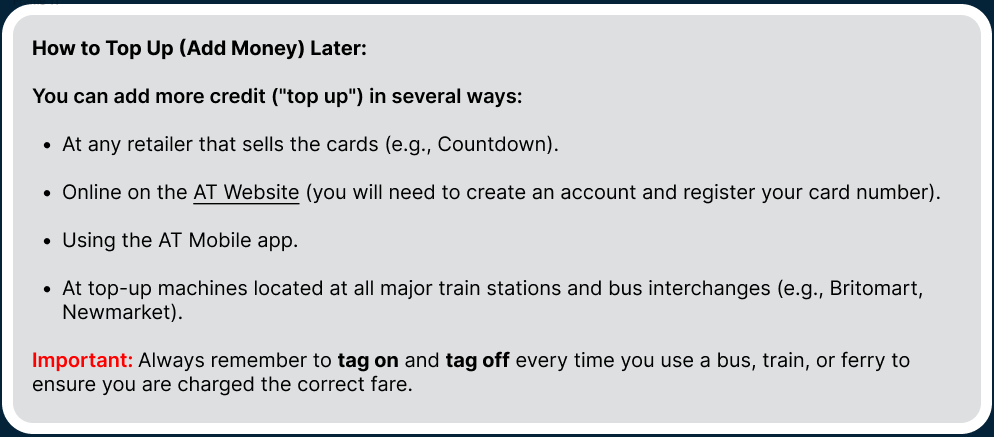 How to Top Up (Add Money) Later:
You can add more credit ("top up") in several ways:
• At any retailer that sells the cards (e.g., Countdown).
• Online on the AT Website (you will need to create an account and register your card number).
• Using the AT Mobile app.
• At top-up machines located at all major train stations and bus interchanges (e.g., Britomart,
Newmarket).
Important: Always remember to tag on and tag off every time you use a bus, train, or ferry to
ensure you are charged the correct fare.